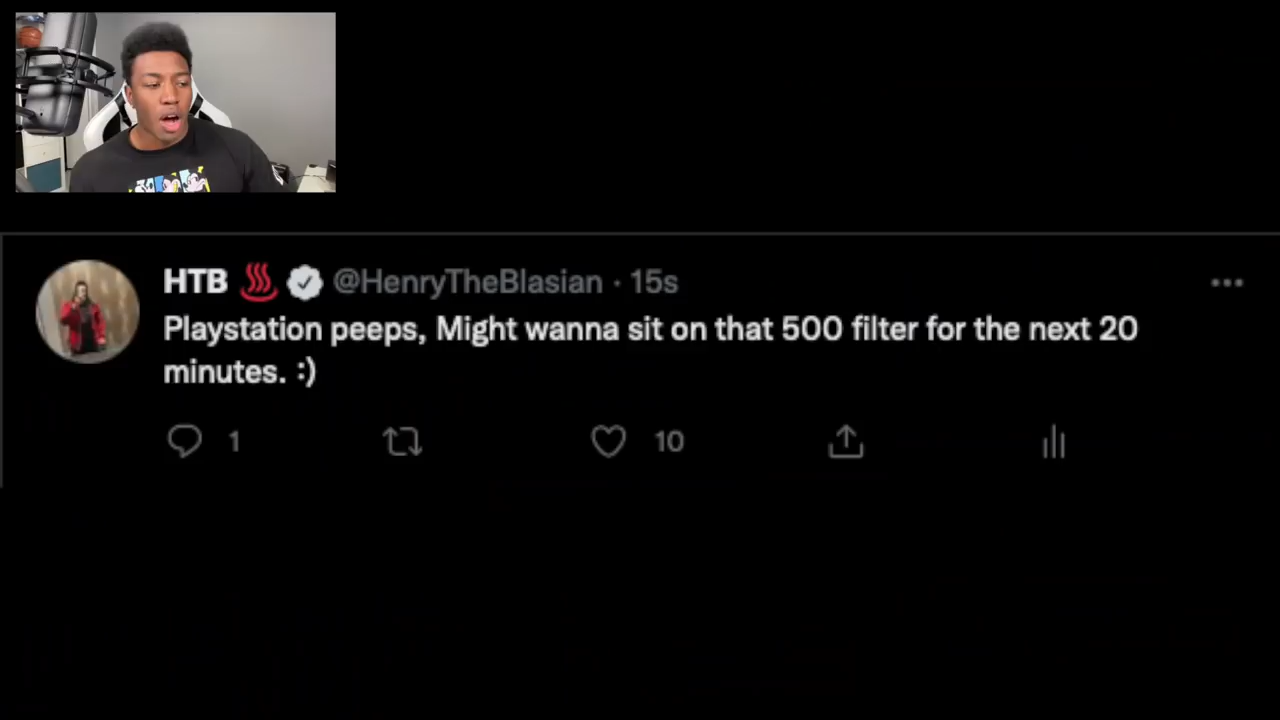 HTB @HenryTheBlasian · 15s
Playstation peeps, Might wanna sit on that 500 filter for the next 20
minutes. :)
1 10